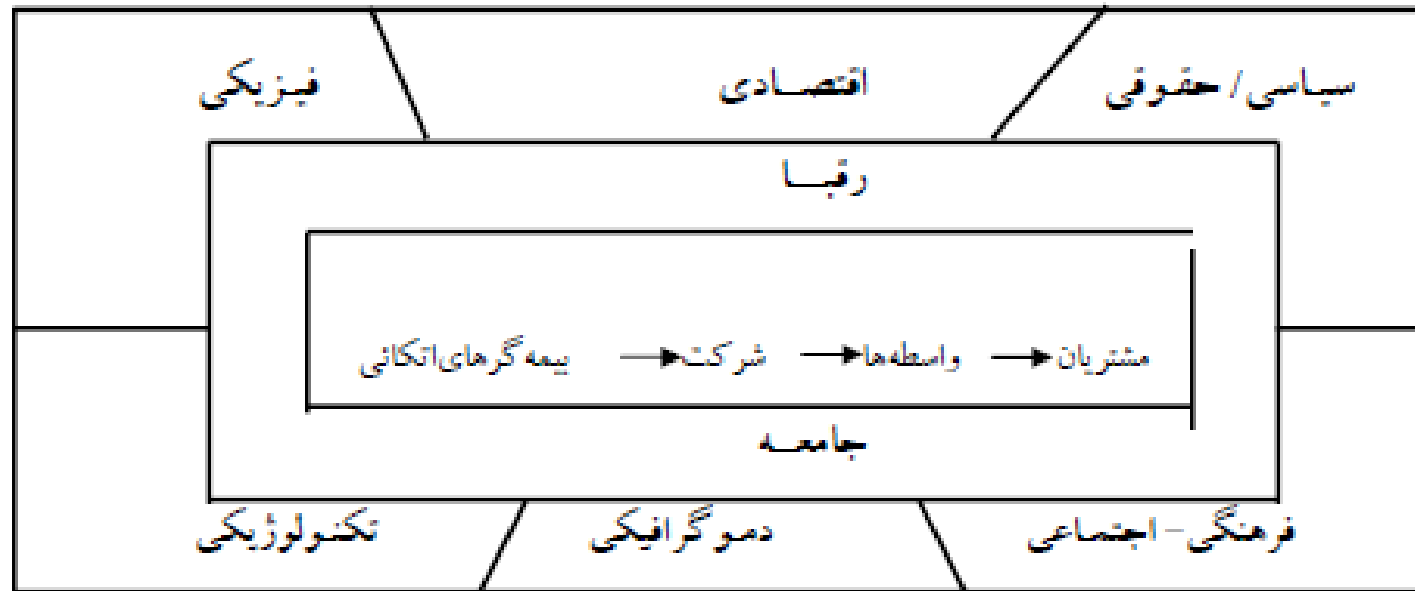 سیاسی / حقوقی اقتصادی فیزیکی
رقبا
بیمه گرهای اتکائی ← شرکت ← واسطه‌ها ← مشتریان
جامعه
فرهنگی - اجتماعی دموگرافیکی تکنولوژیکی